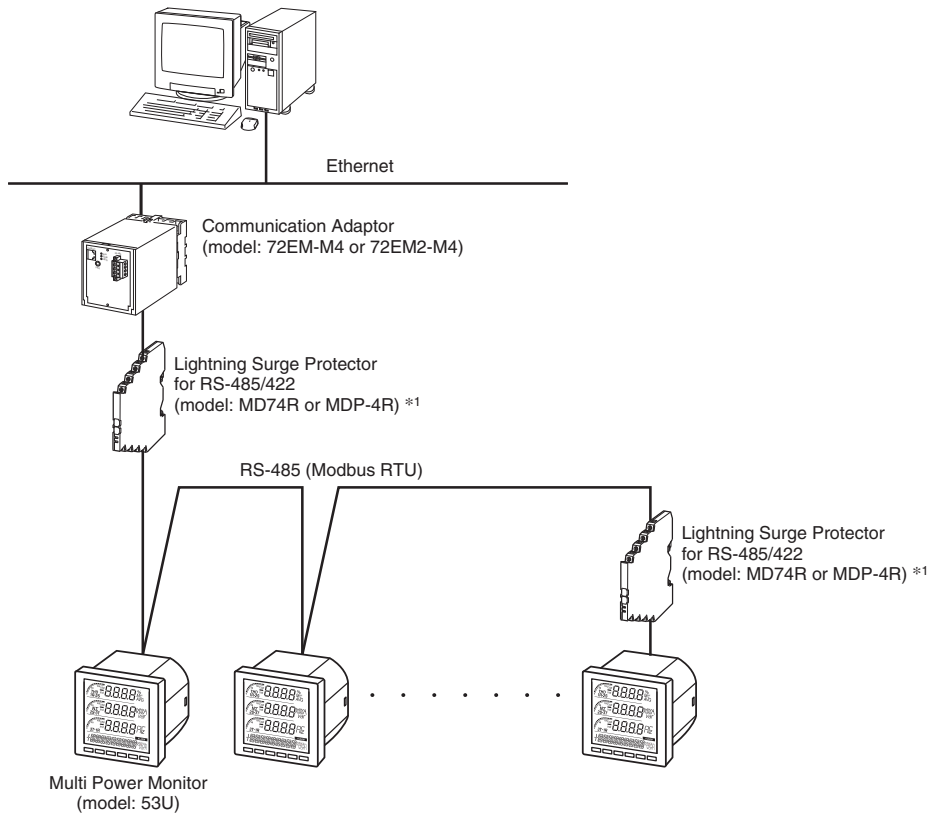 Ethernet
Communication Adaptor
(model: 72EM-M4 or 72EM2-M4)
Lightning Surge Protector
for RS-485/422
(model: MD74R or MDP-4R) *1
RS-485 (Modbus RTU)
Lightning Surge Protector
for RS-485/422
(model: MD74R or MDP-4R) *1
Multi Power Monitor
(model: 53U)